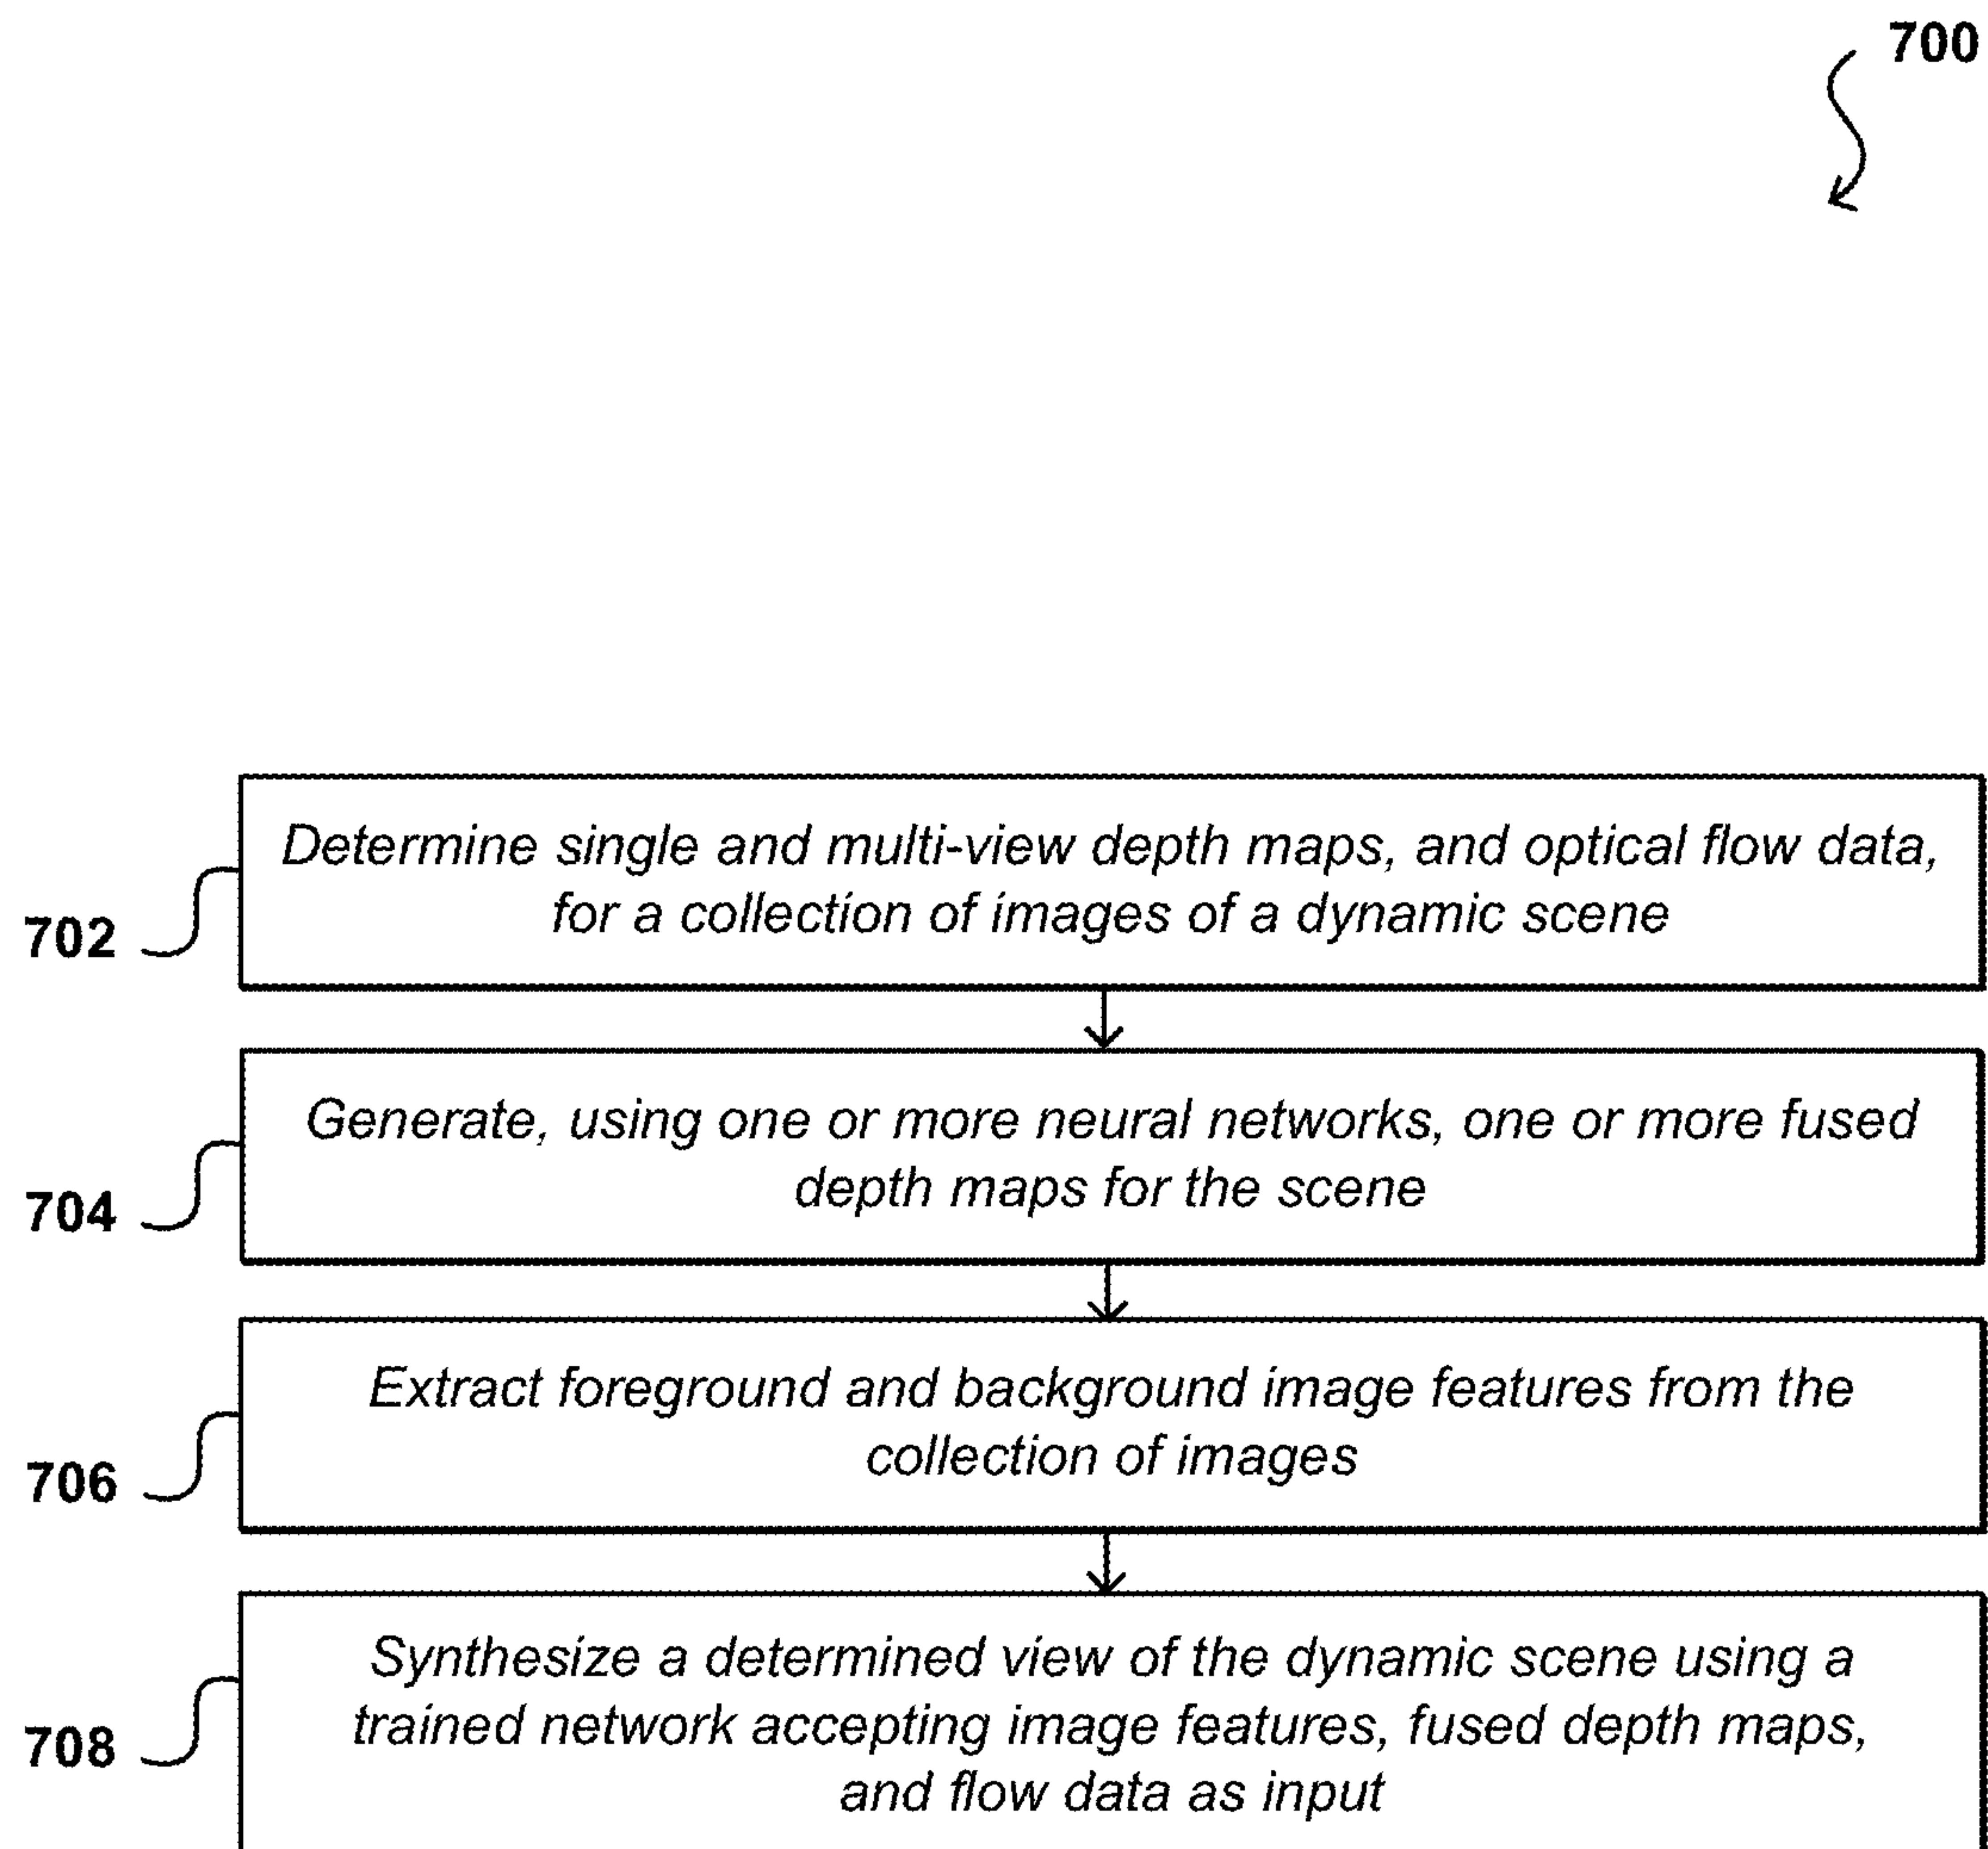 700
Determine single and multi-view depth maps, and optical flow data,
for a collection of images of a dynamic scene
702
Generate, using one or more neural networks, one or more fused
depth maps for the scene
704
Extract foreground and background image features from the
collection of images
706
Synthesize a determined view of the dynamic scene using a
trained network accepting image features, fused depth maps,
and flow data as input
708